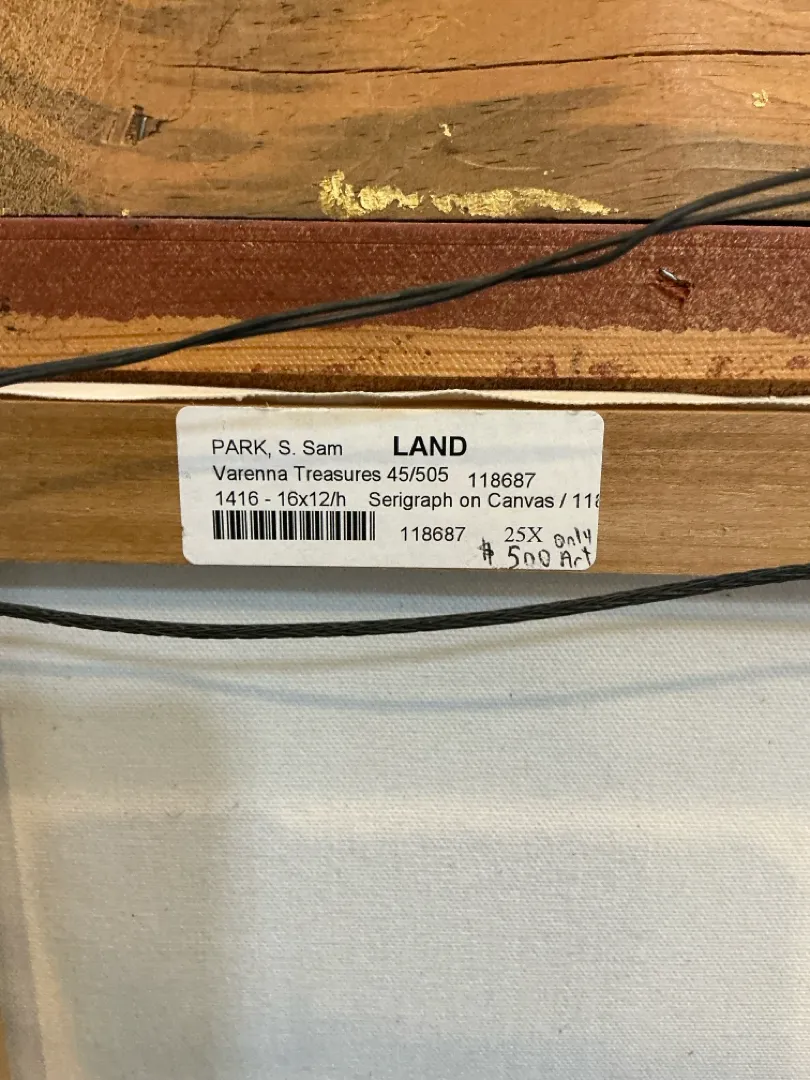 PARK, S. Sam LAND
Varenna Treasures 45/505 118687
1416 - 16x12/h Serigraph on Canvas / 118
118687 25X only
$ 500 Art